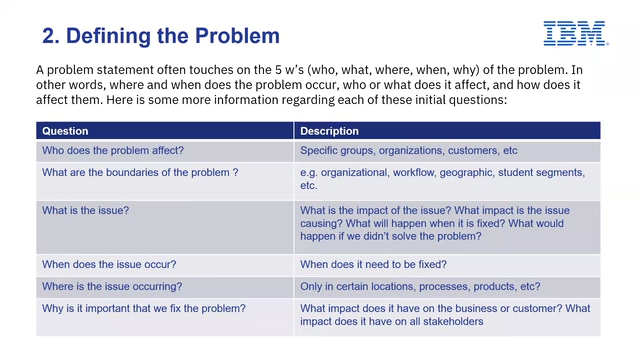 2. Defining the Problem
IBM
A problem statement often touches on the 5 w's (who, what, where, when, why) of the problem. In
other words, where and when does the problem occur, who or what does it affect, and how does it
affect them. Here is some more information regarding each of these initial questions:
Question
Description
Who does the problem affect?
Specific groups, organizations, customers, etc
What are the boundaries of the problem ?
e.g. organizational, workflow, geographic, student segments,
etc.
What is the issue?
What is the impact of the issue? What impact is the issue
causing? What will happen when it is fixed? What would
happen if we didn't solve the problem?
When does the issue occur?
When does it need to be fixed?
Where is the issue occurring?
Only in certain locations, processes, products, etc?
Why is it important that we fix the problem?
What impact does it have on the business or customer? What
impact does it have on all stakeholders